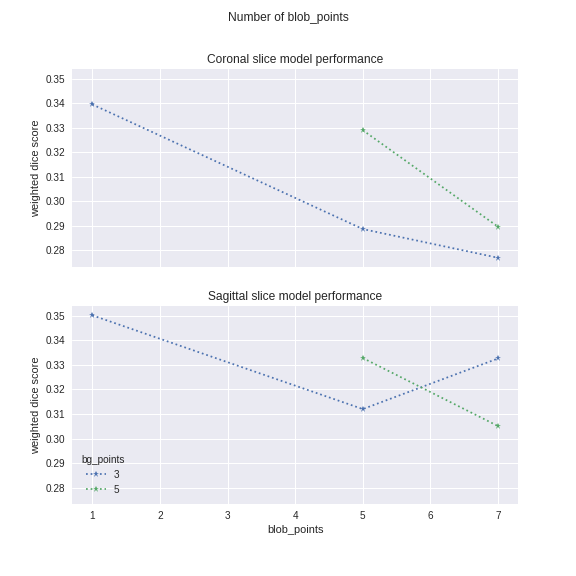 Number of blob_points
Coronal slice model performance
0.35
0.34
0.33
0.32
0.31
0.30
0.29
0.28
weighted dice score
Sagittal slice model performance
0.35
0.34
0.33
0.32
0.31
0.30
0.29
0.28
weighted dice score
bg_points
3
5
1 2 3 4 5 6 7
blob_points